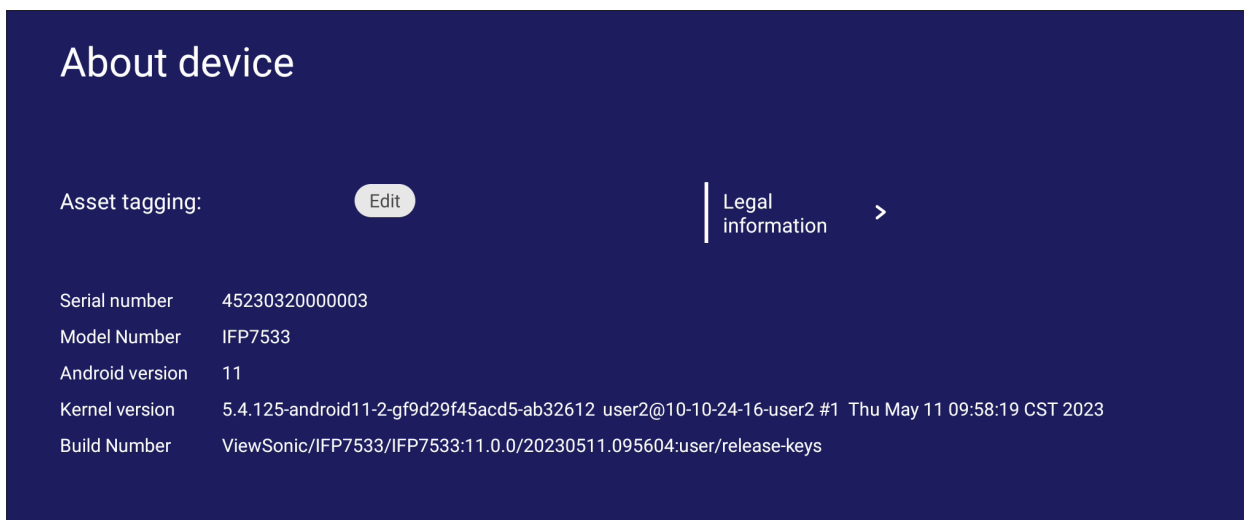 About device
Asset tagging:
Edit
Legal
information
Serial number 45230320000003
Model Number IFP7533
Android version 11
Kernel version 5.4.125-android11-2-gf9d29f45acd5-ab32612 user2@10-10-24-16-user2 #1 Thu May 11 09:58:19 CST 2023
Build Number ViewSonic/IFP7533/IFP7533:11.0.0/20230511.095604:user/release-keys